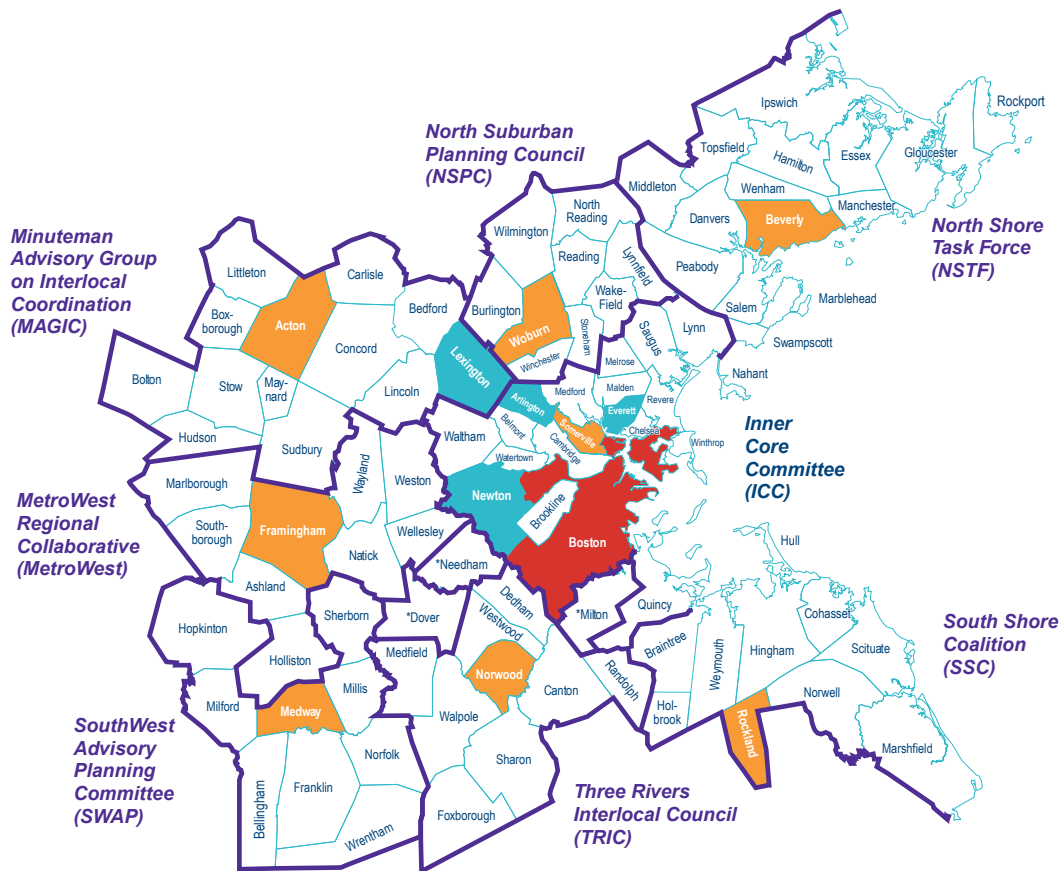 North Suburban
Planning Council
(NSPC)
Minuteman
Advisory Group
on Interlocal
Coordination
(MAGIC)
North Shore
Task Force
(NSTF)
Inner
Core
Committee
(ICC)
MetroWest
Regional
Collaborative
(MetroWest)
SouthWest
Advisory
Planning
Committee
(SWAP)
Three Rivers
Interlocal Council
(TRIC)
South Shore
Coalition
(SSC)
Ipswich
Rockport
Topsfield
Hamilton
Essex
Gloucester
Middleton
Wenham
Manchester
Danvers
Beverly
Peabody
Salem
Marblehead
Swampscott
Nahant
North
Reading
Wilmington
Reading
Lynnfield
Wake-
Field
Burlington
Woburn
Stoneham
Winchester
Saugus
Lynn
Melrose
Malden
Medford
Revere
Everett
Chelsea
Winthrop
Arlington
Somerville
Cambridge
Belmont
Watertown
Waltham
Newton
Brookline
Boston
Littleton
Carlisle
Bedford
Box-
borough
Acton
Concord
Lexington
Lincoln
Bolton
Stow
May-
nard
Hudson
Sudbury
Marlborough
Wayland
Weston
South-
borough
Framingham
Natick
Wellesley
Ashland
*Needham
Hopkinton
Sherborn
*Dover
Holliston
Dedham
Westwood
*Milton
Quincy
Hull
Medfield
Norwood
Milford
Medway
Millis
Walpole
Canton
Randolph
Braintree
Weymouth
Hingham
Cohasset
Scituate
Hol-
brook
Norwell
Rockland
Marshfield
Norfolk
Sharon
Bellingham
Franklin
Wrentham
Foxborough